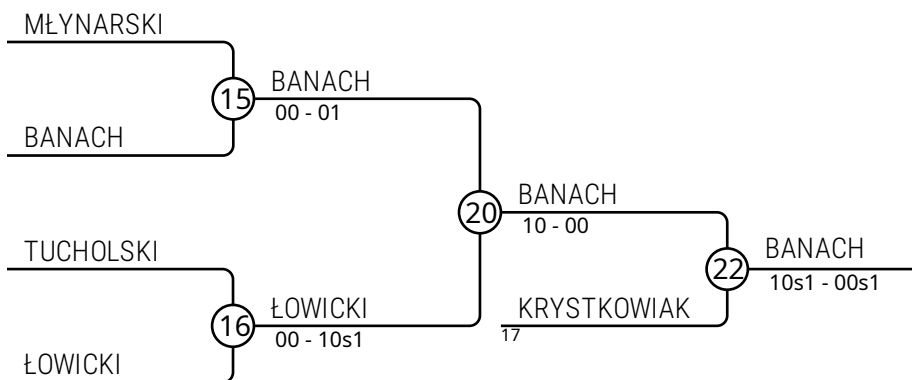 MŁYNARSKI
15
BANACH
00 - 01
BANACH
20
BANACH
10 - 00
TUCHOLSKI
22
BANACH
10s1 - 00s1
16
ŁOWICKI
00 - 10s1
KRYSTKOWIAK
17
ŁOWICKI